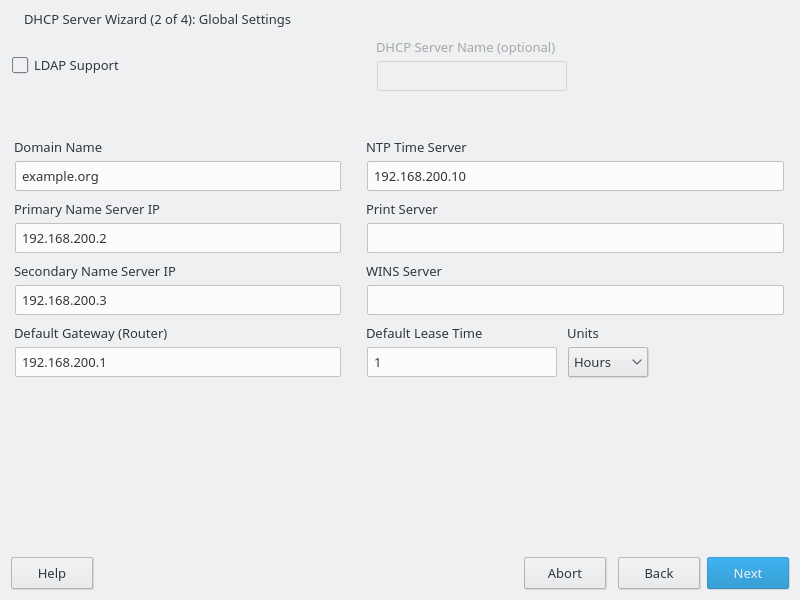 DHCP Server Wizard (2 of 4): Global Settings
LDAP Support
DHCP Server Name (optional)
Domain Name
example.org
NTP Time Server
192.168.200.10
Primary Name Server IP
192.168.200.2
Print Server
Secondary Name Server IP
192.168.200.3
WINS Server
Default Gateway (Router)
192.168.200.1
Default Lease Time
1
Units
Hours
Help
Abort
Back
Next